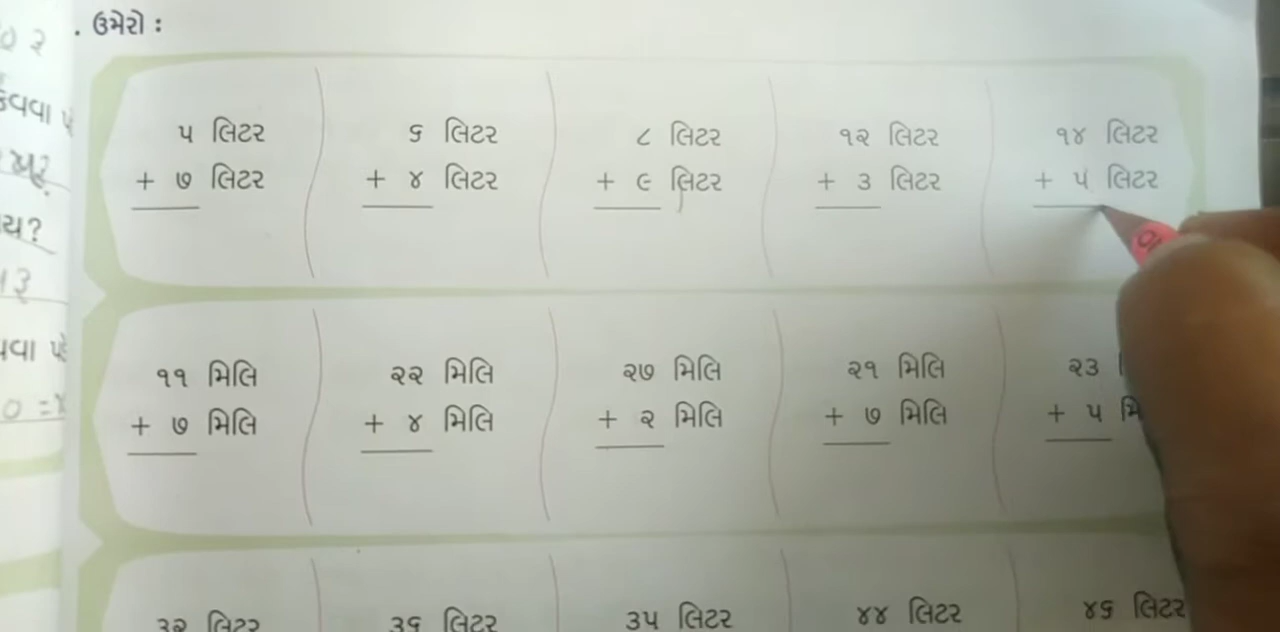 . ઉમેરો :
૫ લિટર ૬ લિટર ૮ લિટર ૧૨ લિટર ૧૪ લિટર
+ ૭ લિટર + ૪ લિટર + ૯ લિટર + ૩ લિટર + ૫ લિટર
૧૧ મિલિ ૨૨ મિલિ ૨૭ મિલિ ૨૧ મિલિ ૨૩
+ ૭ મિલિ + ૪ મિલિ + ૨ મિલિ + ૭ મિલિ + ૫ મિ
૩૨ લિટર ૩૬ લિટર ૩૫ લિટર ૪૪ લિટર ૪૬ લિટર